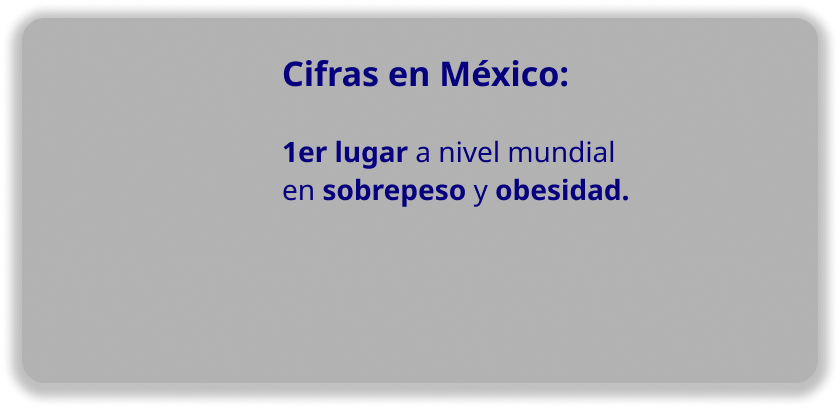 Cifras en México:
1er lugar a nivel mundial
en sobrepeso y obesidad.